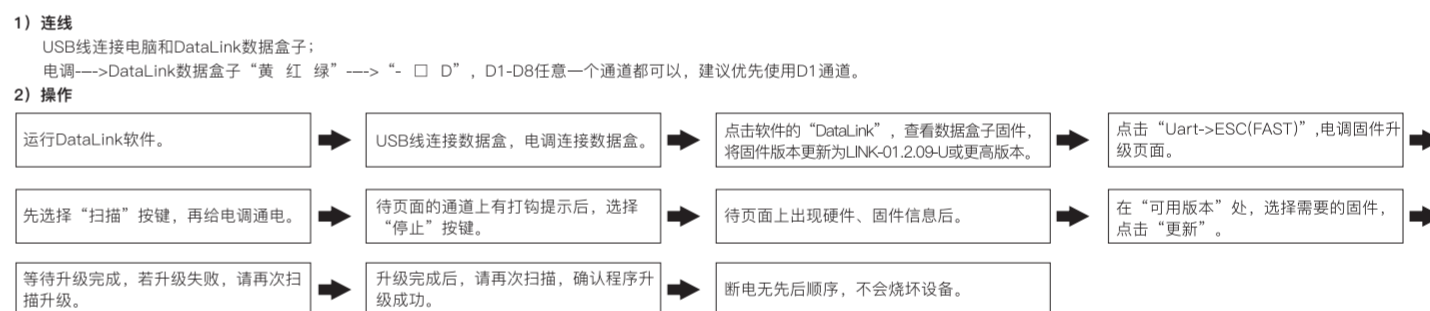 1）连线
USB线连接电脑和DataLink数据盒子；
电调---->DataLink数据盒子“黄 红 绿”---->“- □ D”，D1-D8任意一个通道都可以，建议优先使用D1通道。
2）操作
运行DataLink软件。
USB线连接数据盒，电调连接数据盒。
点击软件的“DataLink”，查看数据盒子固件，
将固件版本更新为LINK-01.2.09-U或更高版本。
点击“Uart->ESC(FAST)”,电调固件升
级页面。
先选择“扫描”按键，再给电调通电。
待页面的通道上有打钩提示后，选择
“停止”按键。
待页面上出现硬件、固件信息后。
在“可用版本”处，选择需要的固件，
点击“更新”。
等待升级完成，若升级失败，请再次扫
描升级。
升级完成后，请再次扫描，确认程序升
级成功。
断电无先后顺序，不会烧坏设备。